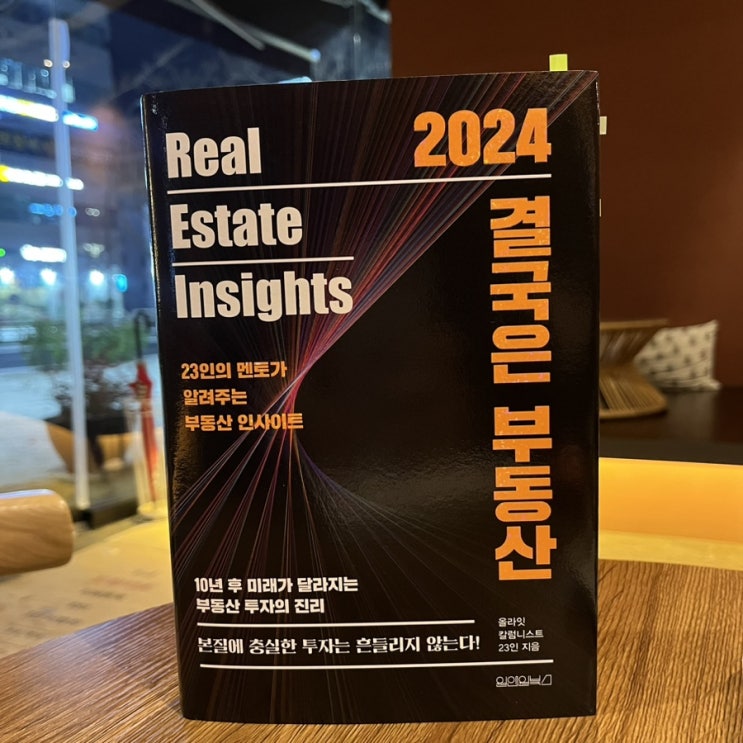 Real
Estate
Insights
2024
결국은 부동산
23인의 멘토가
알려주는
부동산 인사이트
10년 후 미래가 달라지는
부동산 투자의 진리
본질에 충실한 투자는 흔들리지 않는다!
올라잇
칼럼니스트
23인 지음
일인일북스